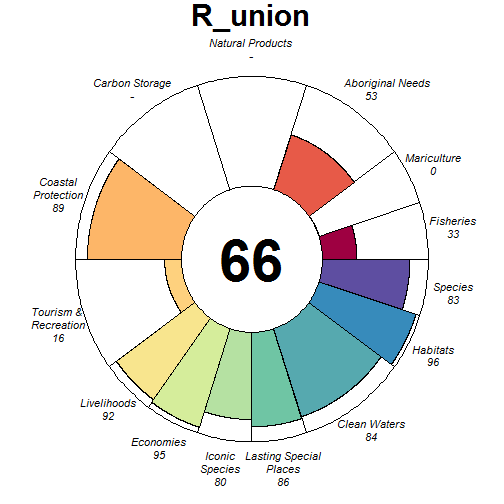 R_union
Natural Products
-
Carbon Storage
-
Aboriginal Needs
53
Mariculture
0
Coastal
Protection
89
Fisheries
33
66
Species
83
Tourism &
Recreation
16
Habitats
96
Livelihoods
92
Clean Waters
84
Economies
95
Iconic
Species
80
Lasting Special
Places
86